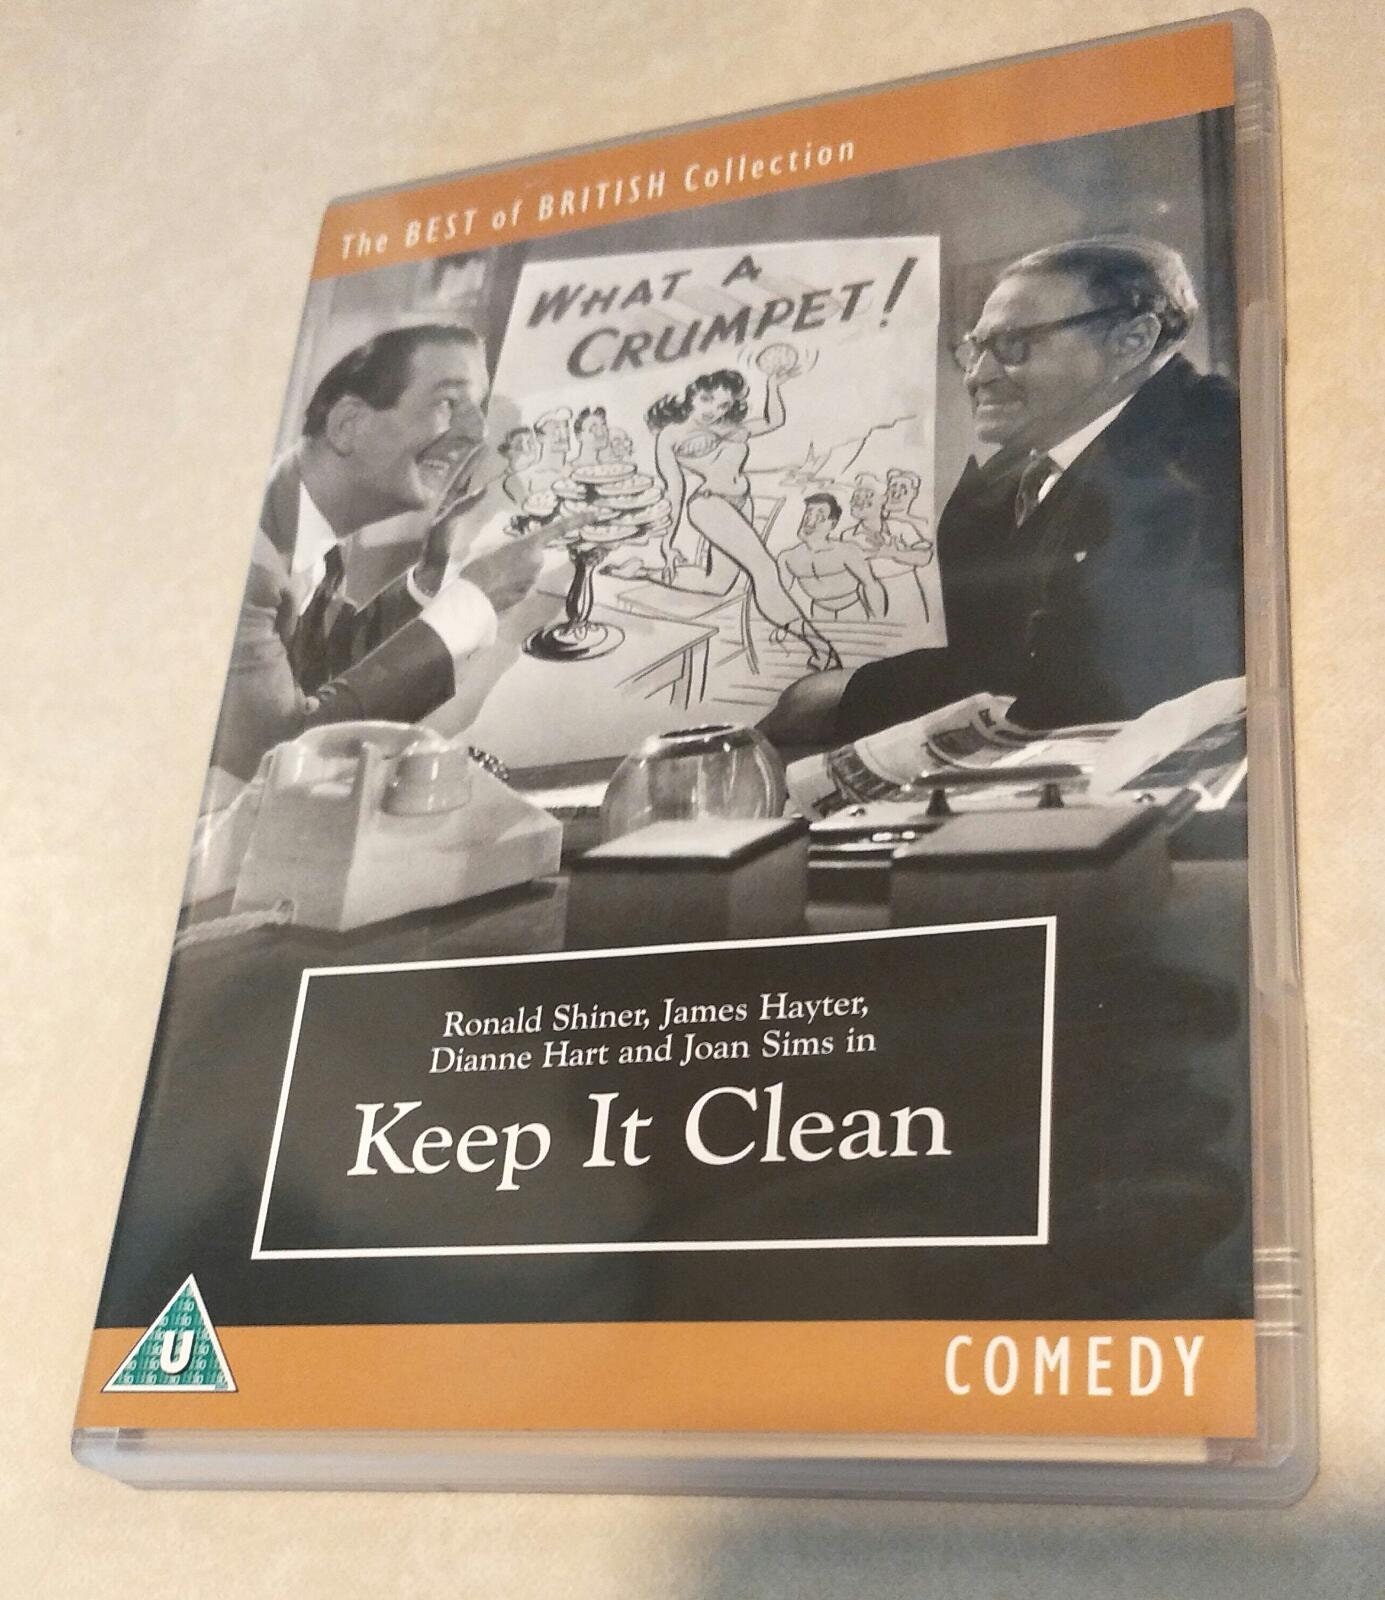 The BEST of BRITISH Collection
WHAT A
CRUMPET!
Ronald Shiner, James Hayter,
Dianne Hart and Joan Sims in
Keep It Clean
U
COMEDY